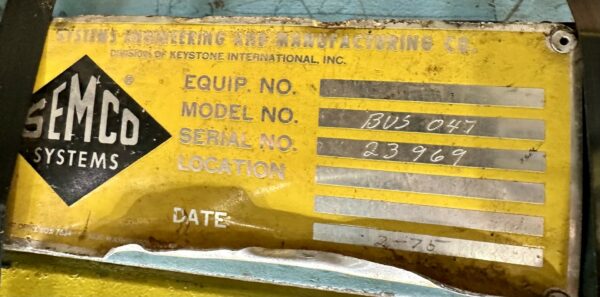 SYSTEMS ENGINEERING AND MANUFACTURING CO.
DIVISION OF KEYSTONE INTERNATIONAL, INC.
SEMCO ®
SYSTEMS
EQUIP. NO.
MODEL NO. BUS 047
SERIAL NO. 23969
LOCATION
DATE 2-75